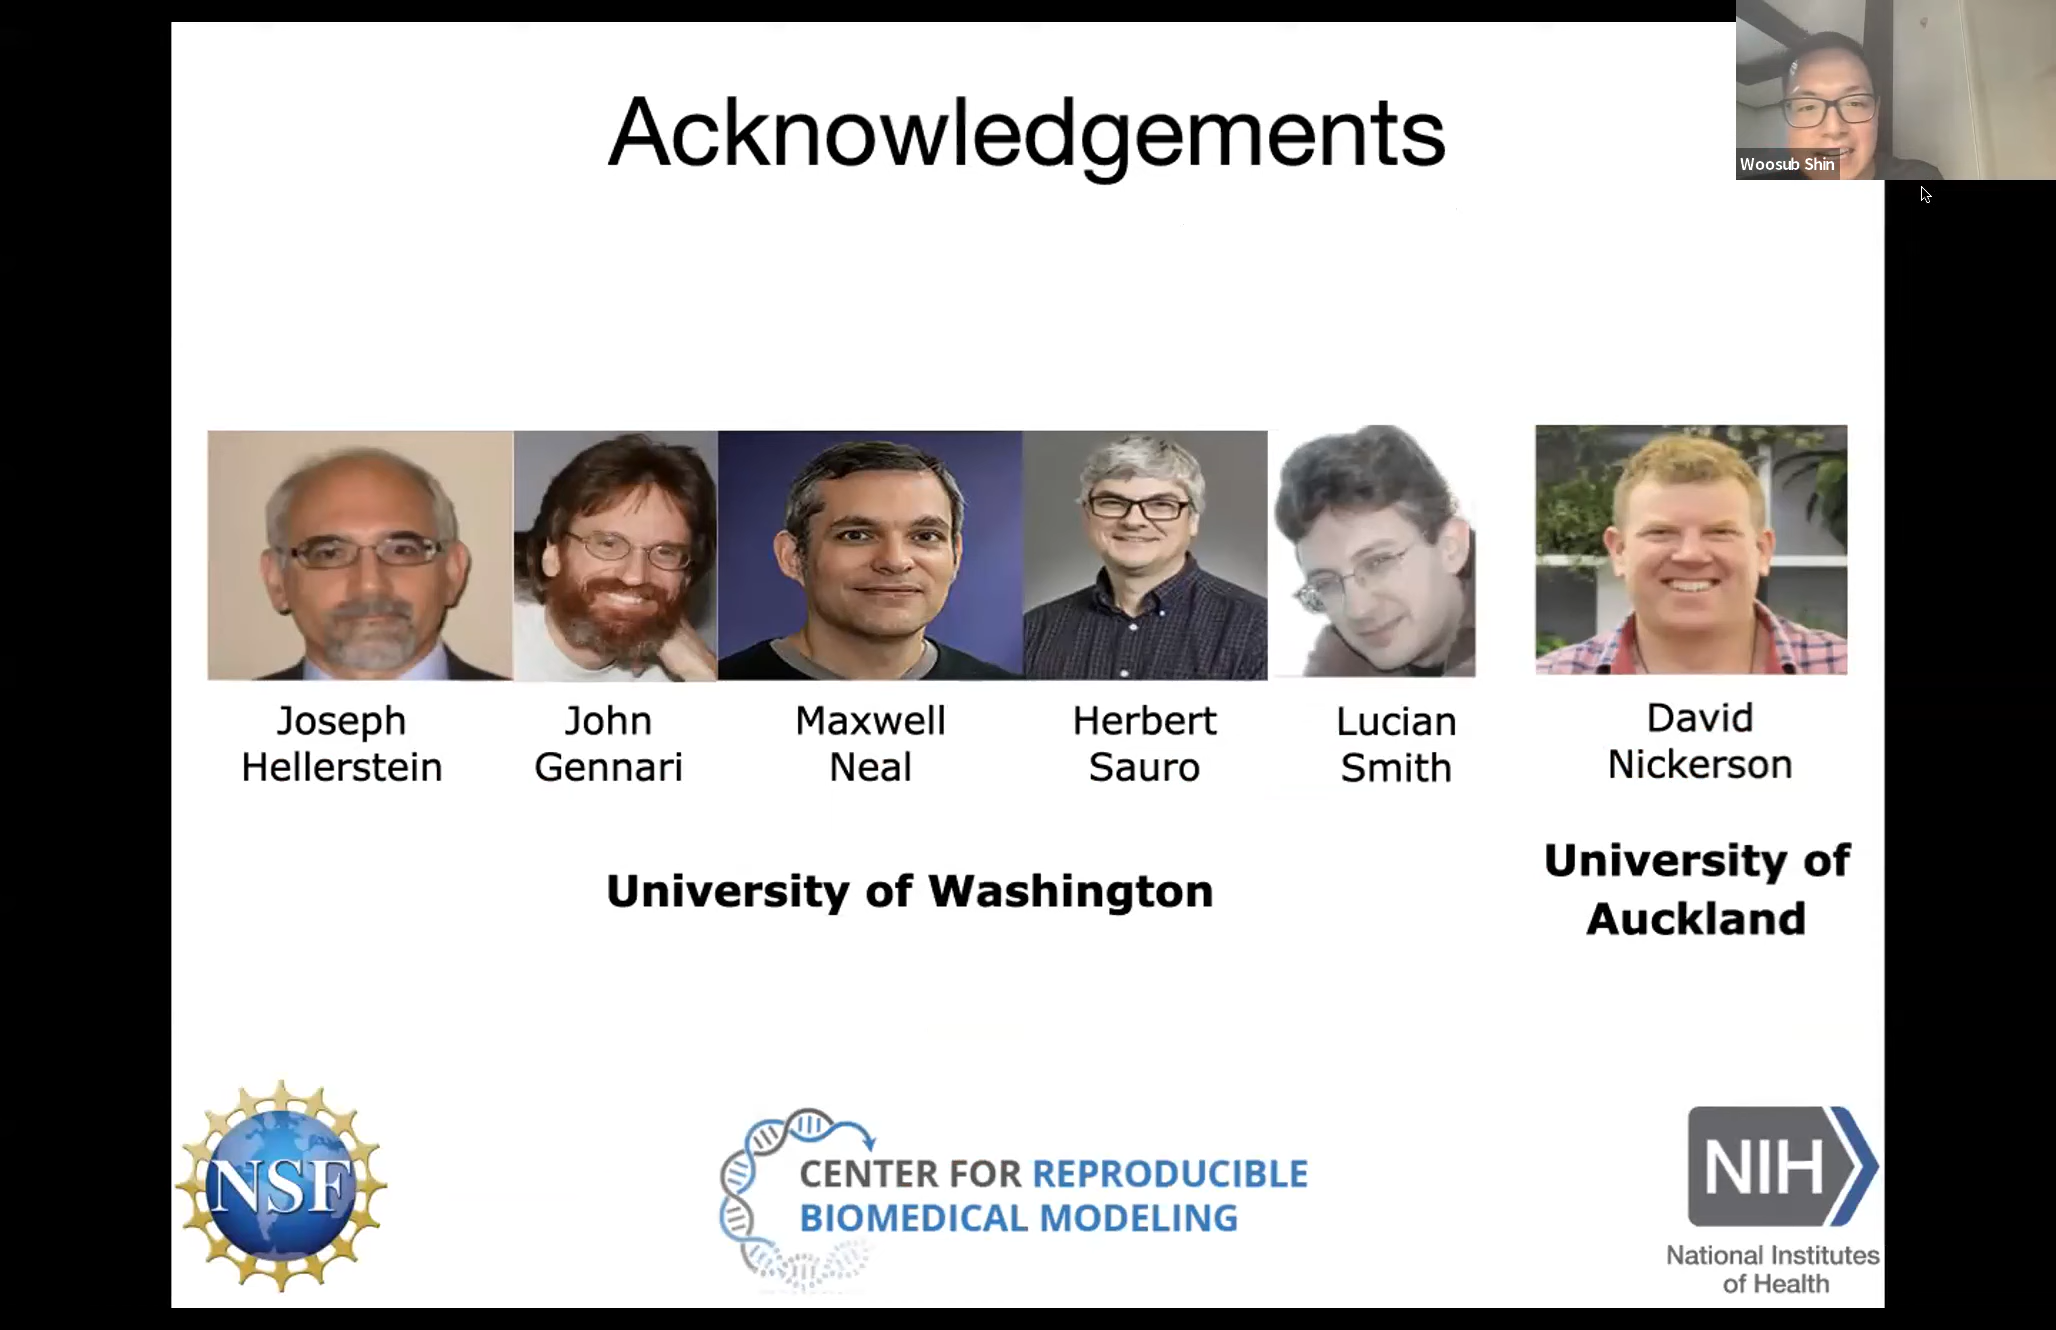 Acknowledgements
Woosub Shin
Joseph
Hellerstein
John
Gennari
Maxwell
Neal
Herbert
Sauro
Lucian
Smith
David
Nickerson
University of Washington
University of
Auckland
NSF
CENTER FOR REPRODUCIBLE
BIOMEDICAL MODELING
NIH
National Institutes
of Health